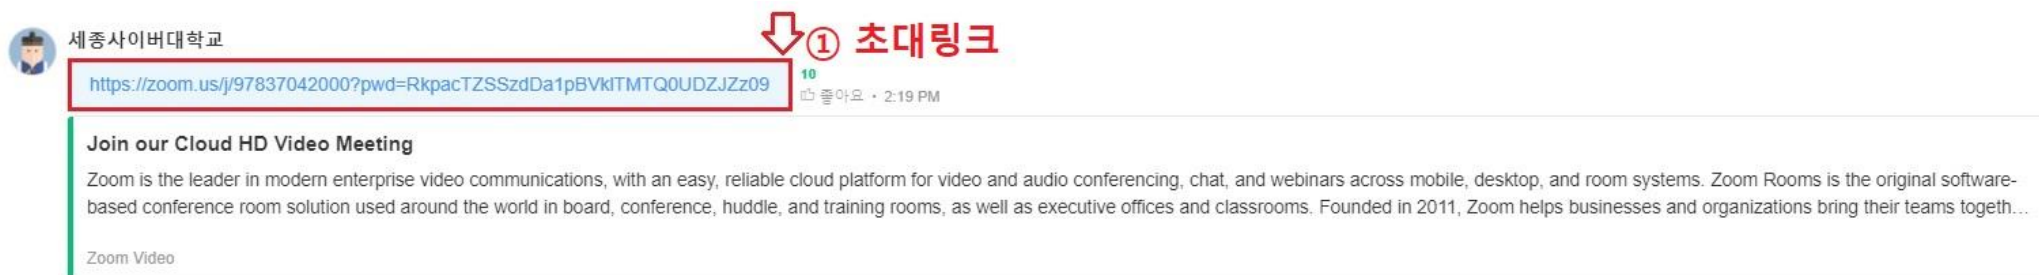 세종사이버대학교
① 초대링크
https://zoom.us/j/97837042000?pwd=RkpacTZSSzdDa1pBVklTMTQ0UDZJZz09
10
좋아요 · 2:19 PM
Join our Cloud HD Video Meeting
Zoom is the leader in modern enterprise video communications, with an easy, reliable cloud platform for video and audio conferencing, chat, and webinars across mobile, desktop, and room systems. Zoom Rooms is the original software-
based conference room solution used around the world in board, conference, huddle, and training rooms, as well as executive offices and classrooms. Founded in 2011, Zoom helps businesses and organizations bring their teams togeth…
Zoom Video